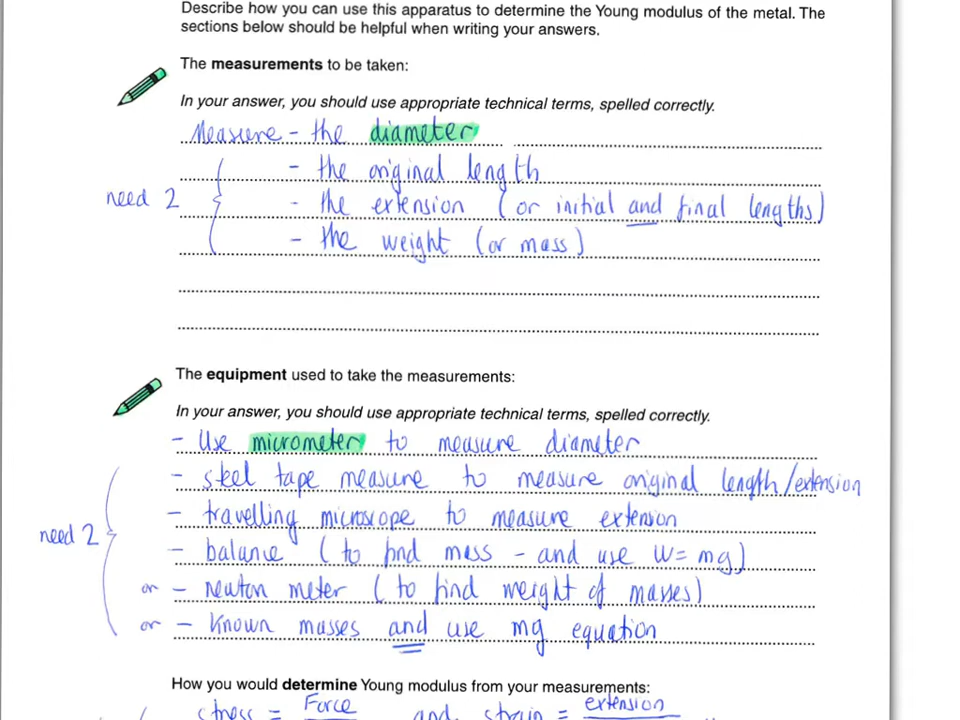 Describe how you can use this apparatus to determine the Young modulus of the metal. The
sections below should be helpful when writing your answers.
The measurements to be taken:
In your answer, you should use appropriate technical terms, spelled correctly.
Measure - the diameter
- the original length
need 2 - the extension (or initial and final lengths)
- the weight (or mass)
The equipment used to take the measurements:
In your answer, you should use appropriate technical terms, spelled correctly.
- Use micrometer to measure diameter
- steel tape measure to measure original length/extension
- travelling microscope to measure extension
need 2
- balance (to find mass - and use W = mg)
or - newton meter (to find weight of masses)
or - known masses and use mg equation
How you would determine Young modulus from your measurements:
stress = Force and strain = extension